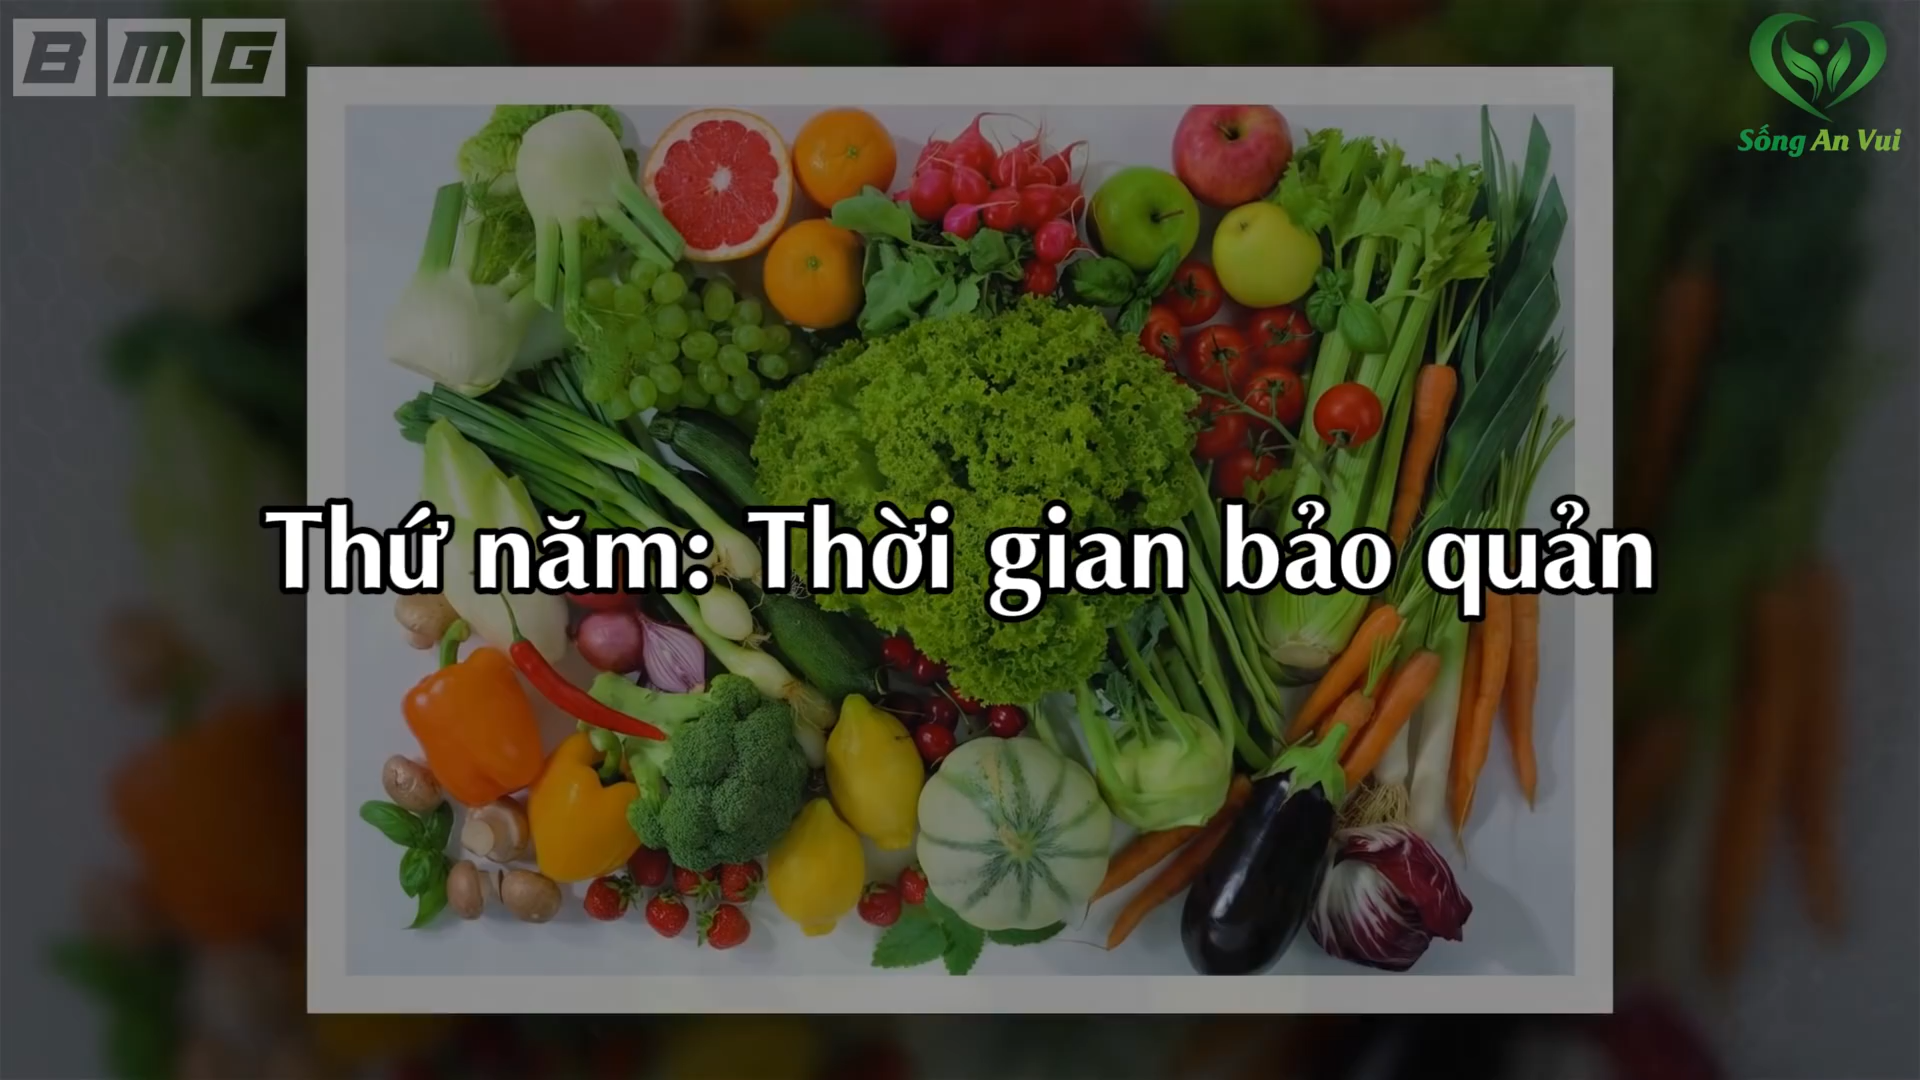 BMG
Sống An Vui
Thứ năm: Thời gian bảo quản